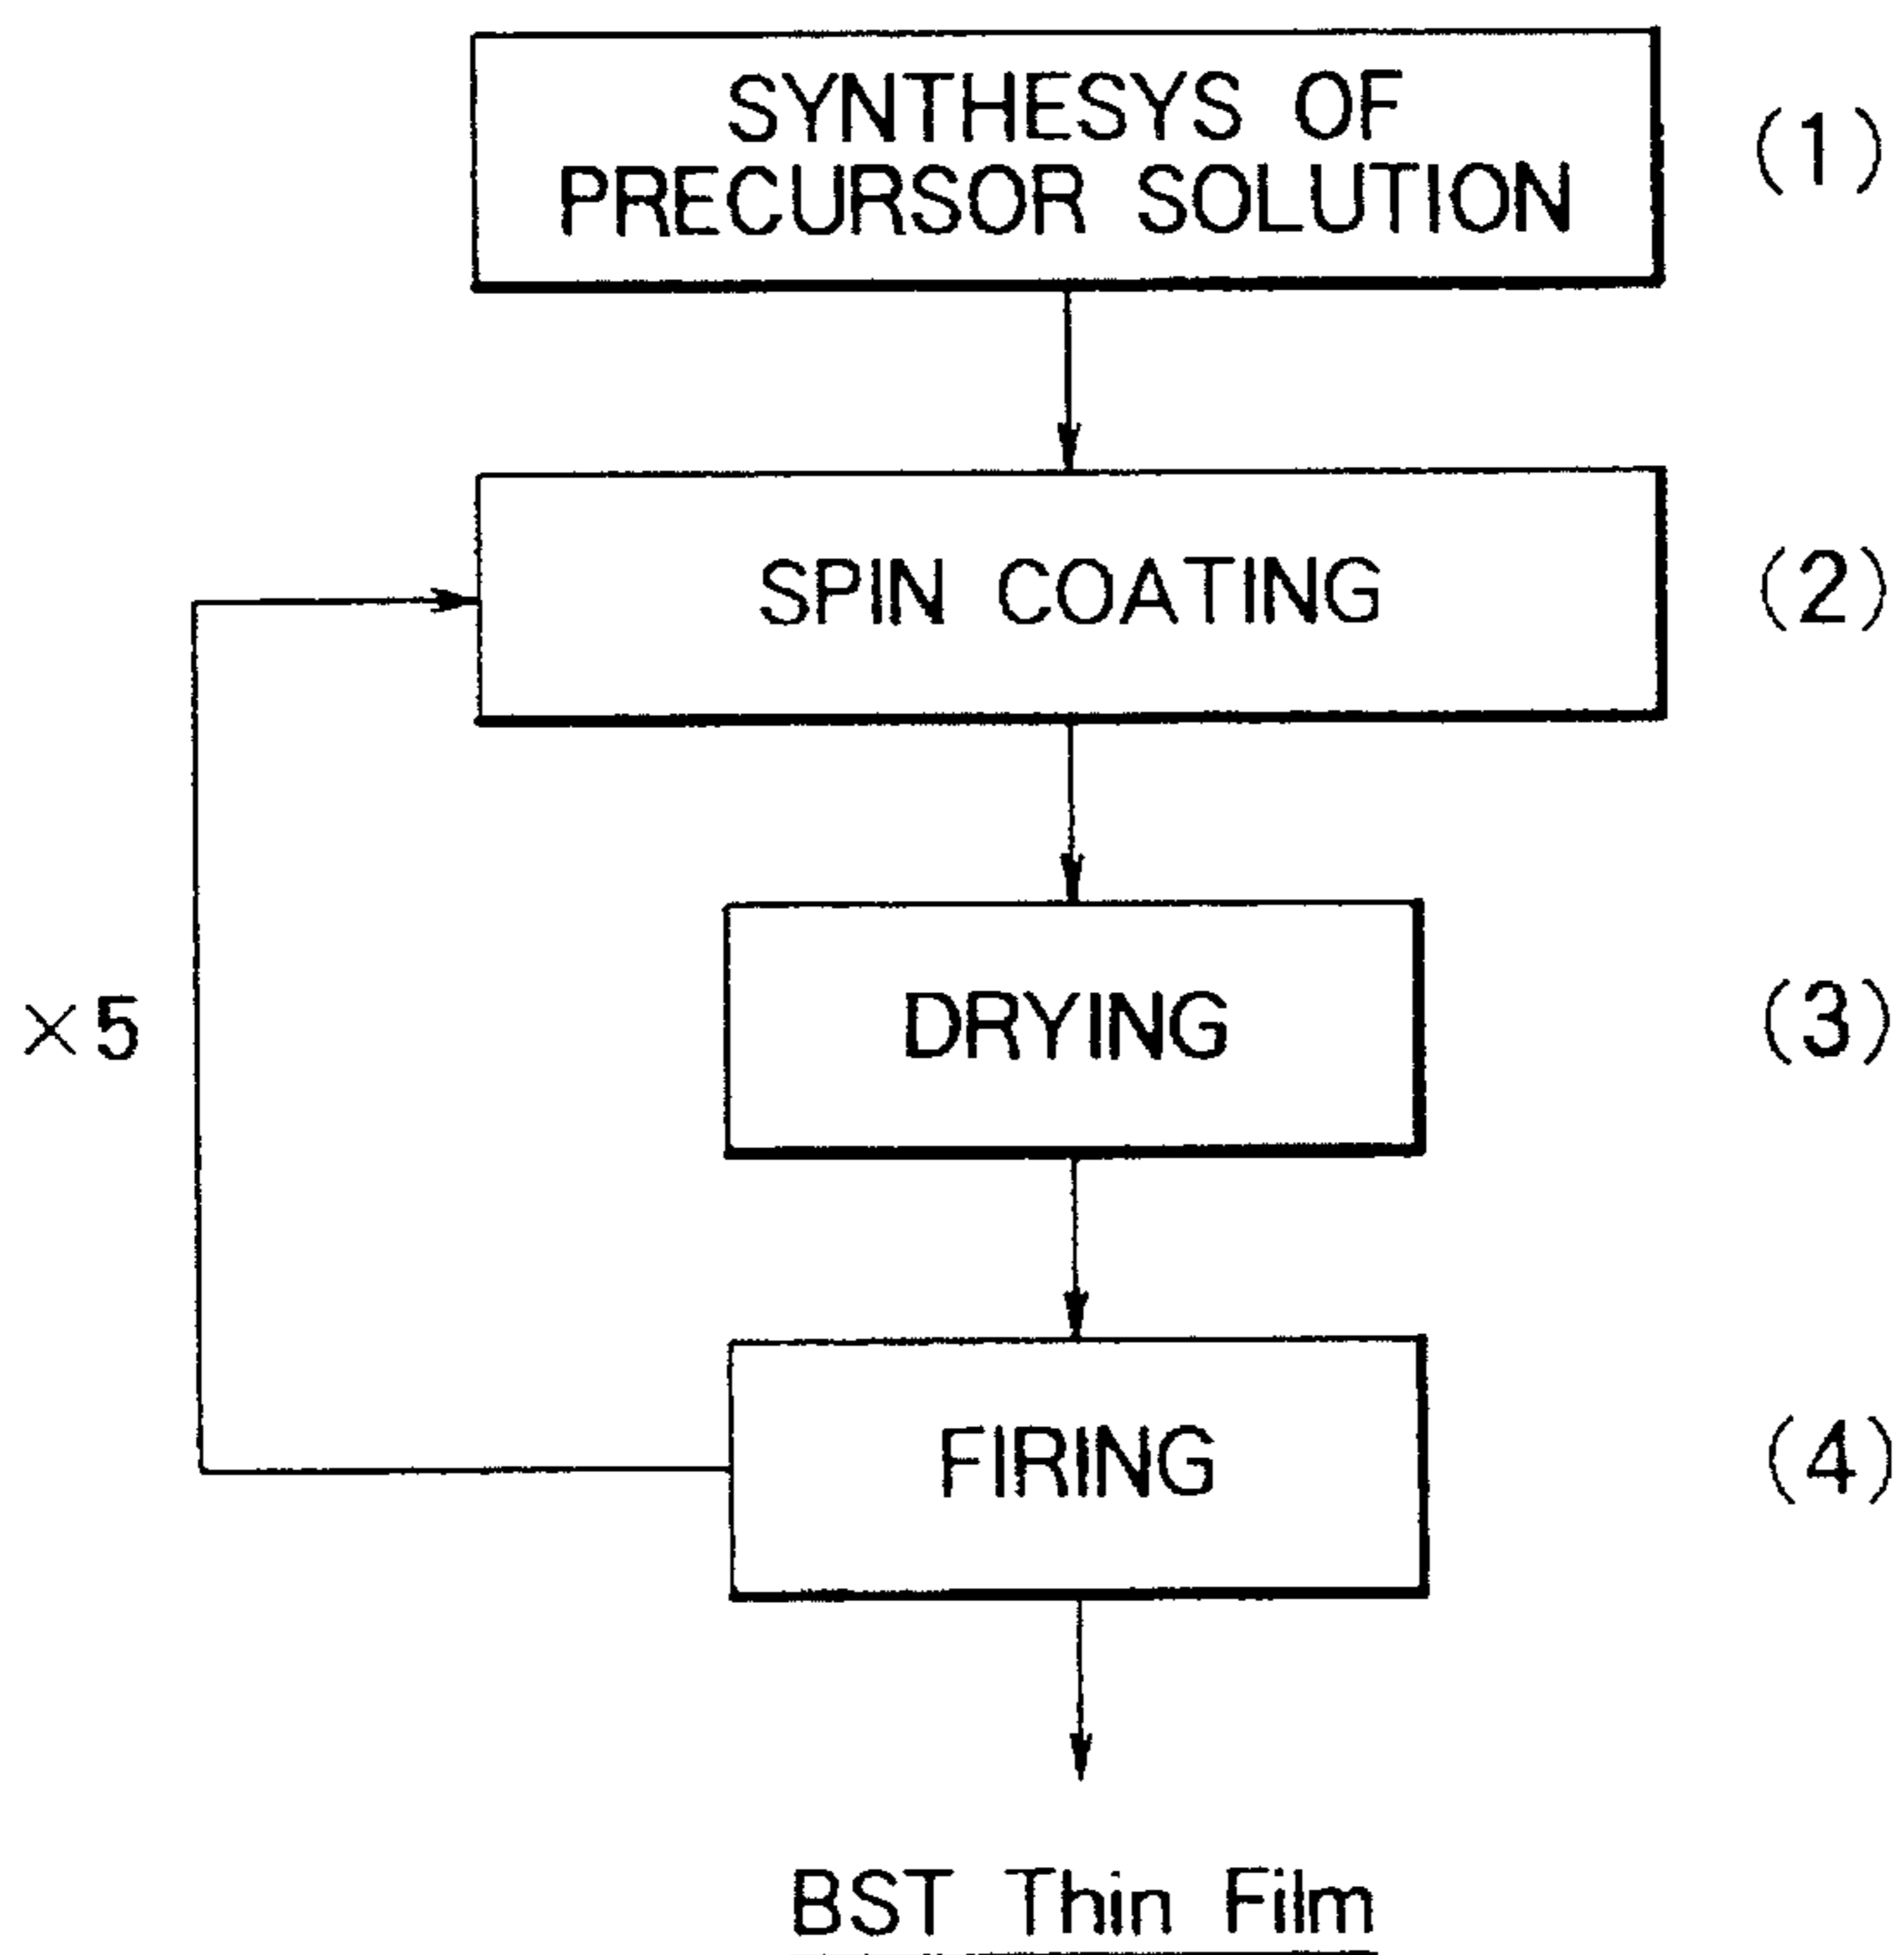 SYNTHESYS OF
PRECURSOR SOLUTION
(1)
SPIN COATING
(2)
DRYING
(3)
×5
FIRING
(4)
BST Thin Film